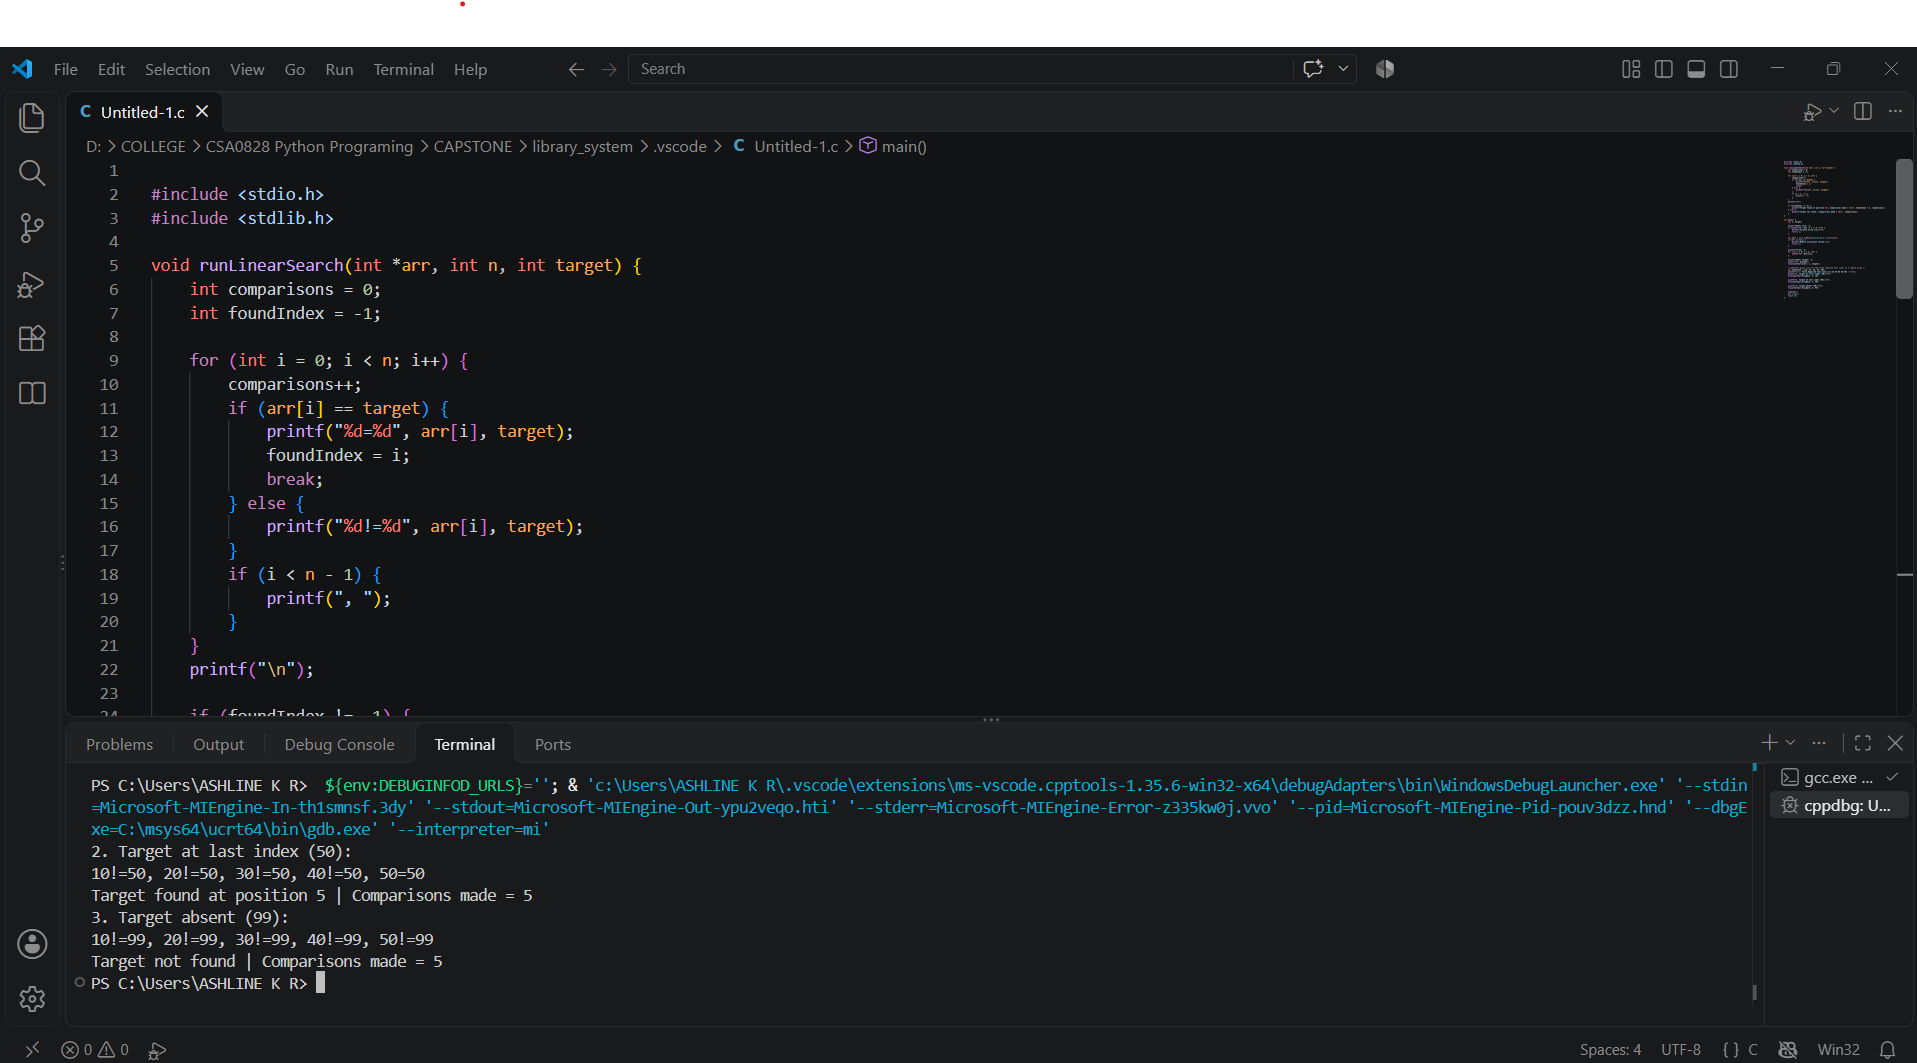 File Edit Selection View Go Run Terminal Help Search
C Untitled-1.c
D: > COLLEGE > CSA0828 Python Programing > CAPSTONE > library_system > .vscode > C Untitled-1.c > main()
1
2 #include <stdio.h>
3 #include <stdlib.h>
4
5 void runLinearSearch(int *arr, int n, int target) {
6     int comparisons = 0;
7     int foundIndex = -1;
8
9     for (int i = 0; i < n; i++) {
10         comparisons++;
11         if (arr[i] == target) {
12             printf("%d=%d", arr[i], target);
13             foundIndex = i;
14             break;
15         } else {
16             printf("%d!=%d", arr[i], target);
17         }
18         if (i < n - 1) {
19             printf(", ");
20         }
21     }
22     printf("\n");
23
24     if (foundIndex != -1) {
Problems Output Debug Console Terminal Ports
PS C:\Users\ASHLINE K R>  ${env:DEBUGINFOD_URLS}=''; & 'c:\Users\ASHLINE K R\.vscode\extensions\ms-vscode.cpptools-1.35.6-win32-x64\debugAdapters\bin\WindowsDebugLauncher.exe' '--stdin
=Microsoft-MIEngine-In-th1smnsf.3dy' '--stdout=Microsoft-MIEngine-Out-ypu2veqo.hti' '--stderr=Microsoft-MIEngine-Error-z335kw0j.vvo' '--pid=Microsoft-MIEngine-Pid-pouv3dzz.hnd' '--dbgE
xe=C:\msys64\ucrt64\bin\gdb.exe' '--interpreter=mi'
2. Target at last index (50):
10!=50, 20!=50, 30!=50, 40!=50, 50=50
Target found at position 5 | Comparisons made = 5
3. Target absent (99):
10!=99, 20!=99, 30!=99, 40!=99, 50!=99
Target not found | Comparisons made = 5
PS C:\Users\ASHLINE K R>
gcc.exe ...
cppdbg: U...
0 0 Spaces: 4 UTF-8 {} C Win32